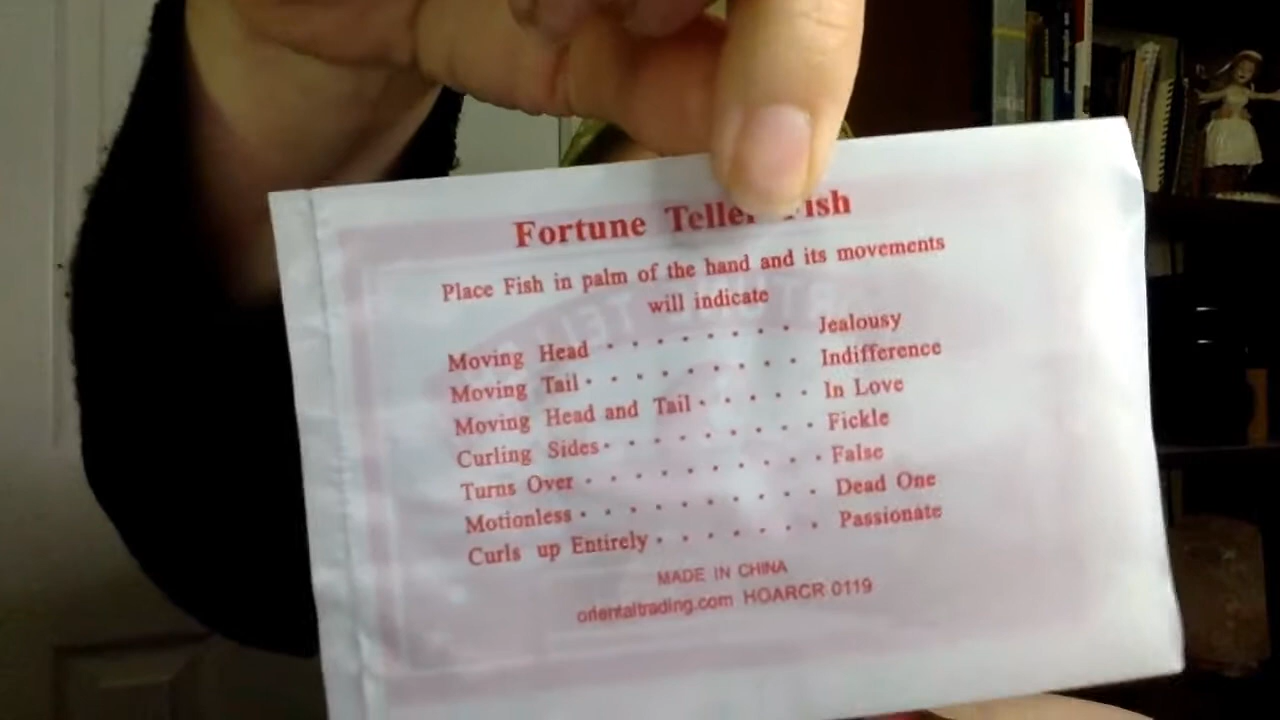 Fortune Teller Fish
Place Fish in palm of the hand and its movements
will indicate
Moving Head . . . . . . . . Jealousy
Moving Tail . . . . . . . . . Indifference
Moving Head and Tail . . . . . In Love
Curling Sides . . . . . . . . . Fickle
Turns Over . . . . . . . . . . False
Motionless . . . . . . . . . . Dead One
Curls up Entirely . . . . . . . Passionate
MADE IN CHINA
orientaltrading.com HOARCR 0119